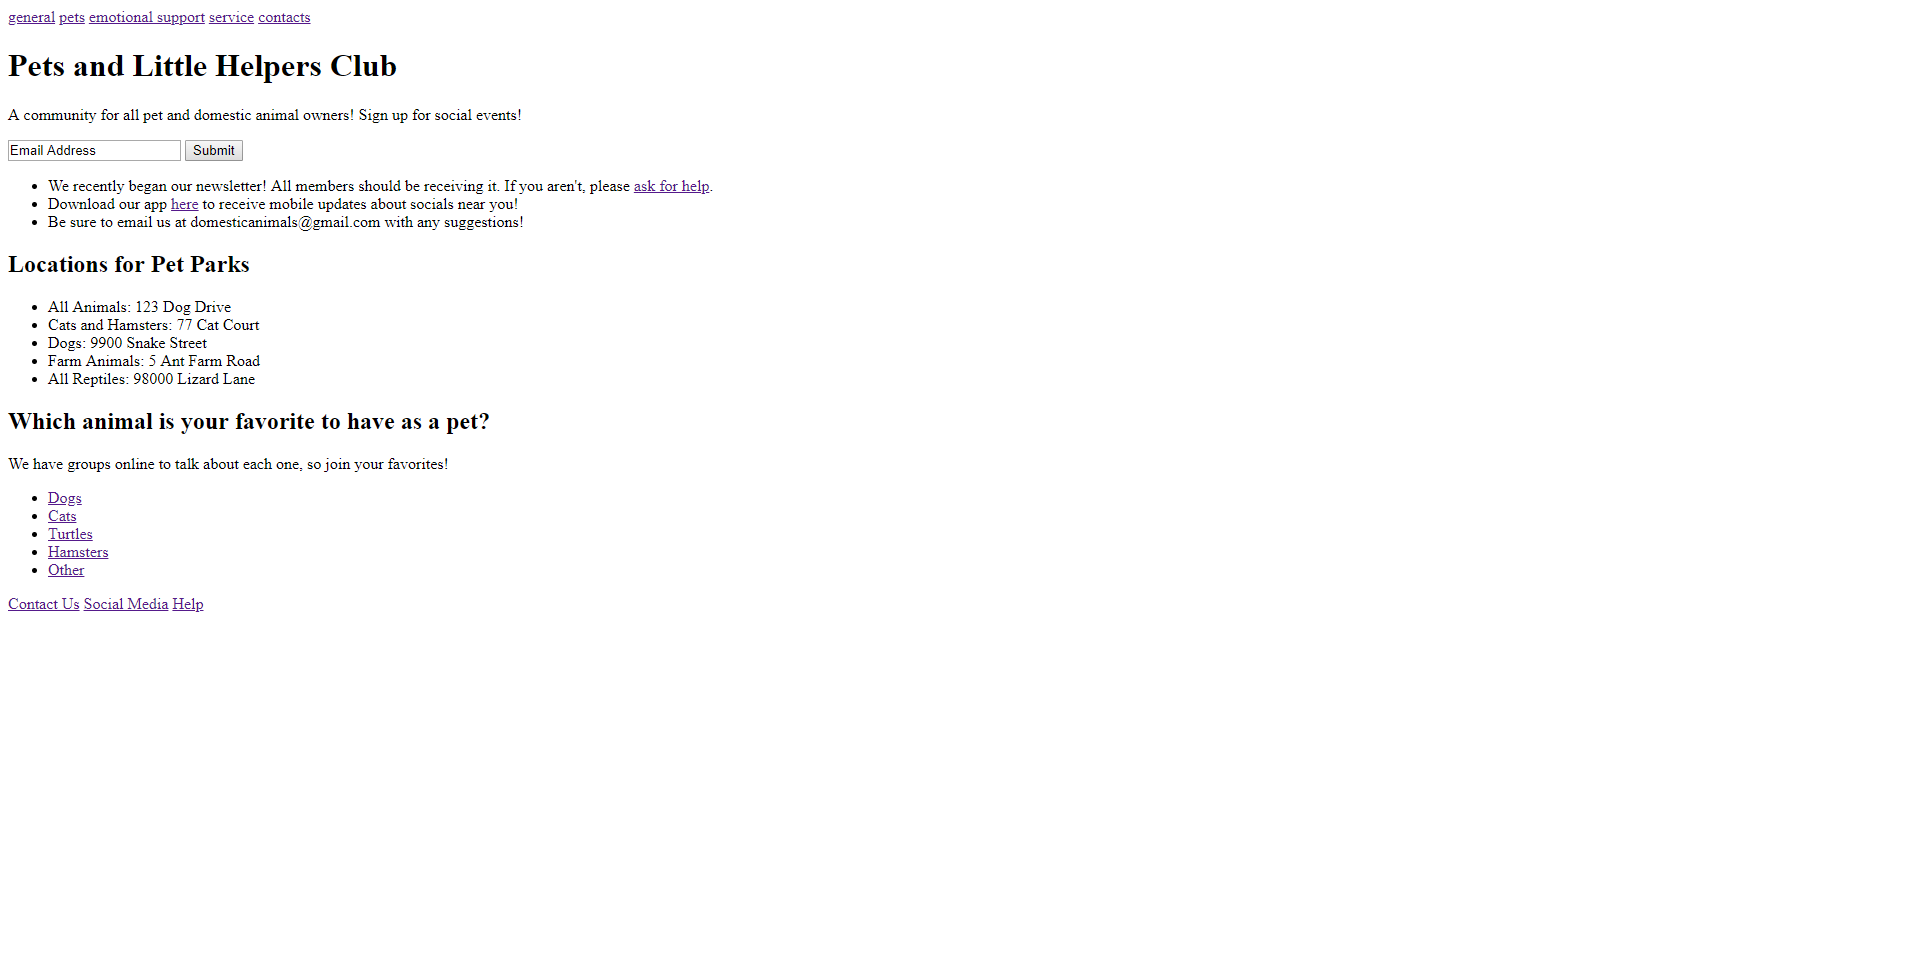 general pets emotional support service contacts
Pets and Little Helpers Club
A community for all pet and domestic animal owners! Sign up for social events!
Email Address Submit
We recently began our newsletter! All members should be receiving it. If you aren't, please ask for help.
Download our app here to receive mobile updates about socials near you!
Be sure to email us at domesticanimals@gmail.com with any suggestions!
Locations for Pet Parks
All Animals: 123 Dog Drive
Cats and Hamsters: 77 Cat Court
Dogs: 9900 Snake Street
Farm Animals: 5 Ant Farm Road
All Reptiles: 98000 Lizard Lane
Which animal is your favorite to have as a pet?
We have groups online to talk about each one, so join your favorites!
Dogs
Cats
Turtles
Hamsters
Other
Contact Us Social Media Help